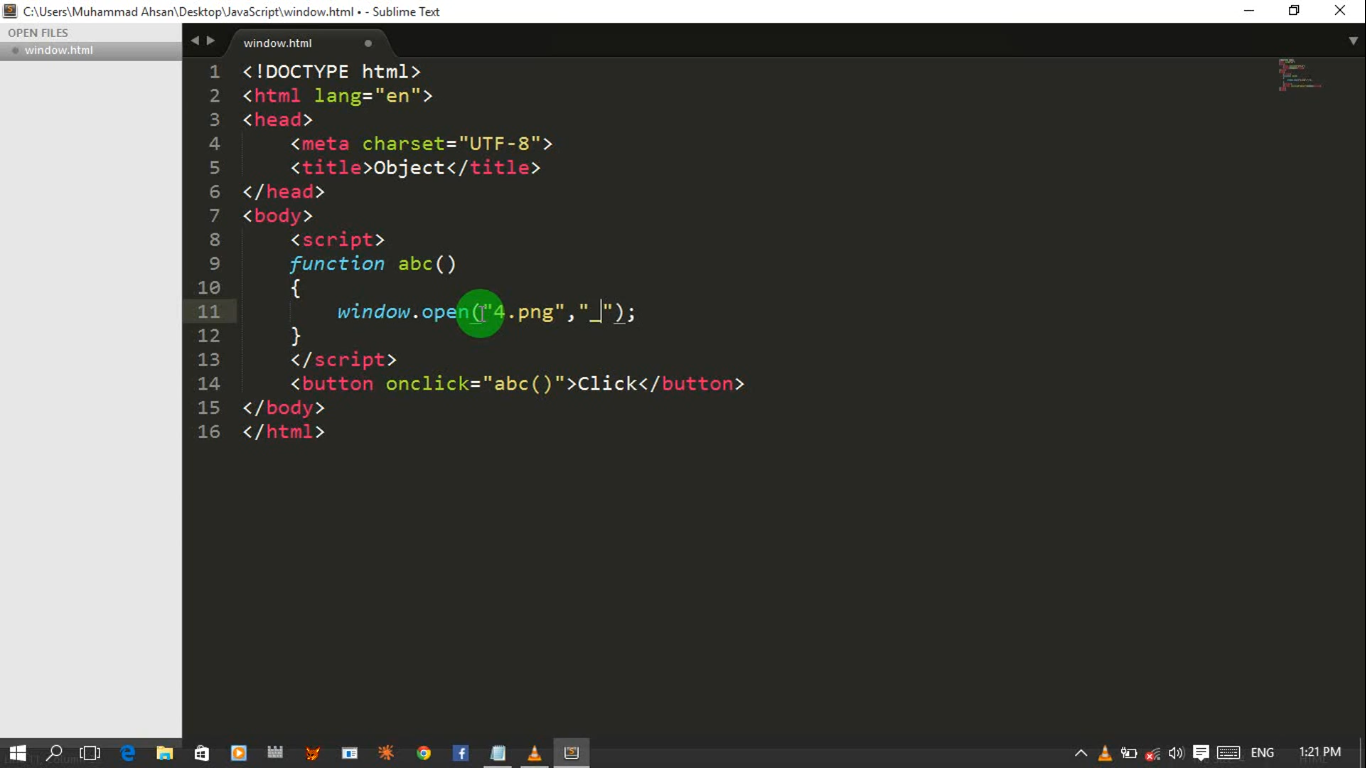 C:\Users\Muhammad Ahsan\Desktop\JavaScript\window.html • - Sublime Text
OPEN FILES
window.html
window.html
1 <!DOCTYPE html>
2 <html lang="en">
3 <head>
4 <meta charset="UTF-8">
5 <title>Object</title>
6 </head>
7 <body>
8 <script>
9 function abc()
10 {
11 window.open("4.png","_");
12 }
13 </script>
14 <button onclick="abc()">Click</button>
15 </body>
16 </html>
ENG
1:21 PM